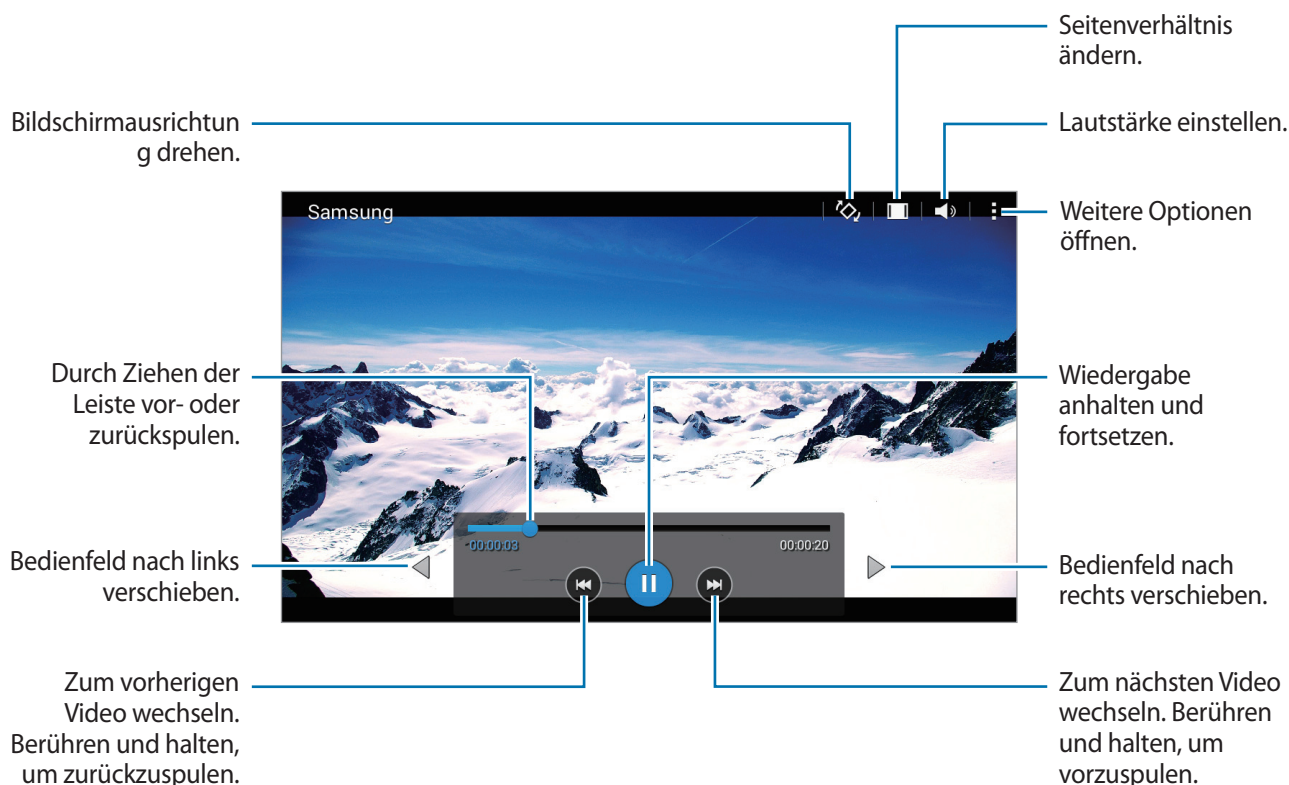 Seitenverhältnis
ändern.
Bildschirmausrichtun
g drehen.
Lautstärke einstellen.
Samsung
Weitere Optionen
öffnen.
Durch Ziehen der
Leiste vor- oder
zurückspulen.
Wiedergabe
anhalten und
fortsetzen.
00:00:03
00:00:20
Bedienfeld nach links
verschieben.
Bedienfeld nach
rechts verschieben.
Zum vorherigen
Video wechseln.
Berühren und halten,
um zurückzuspulen.
Zum nächsten Video
wechseln. Berühren
und halten, um
vorzuspulen.